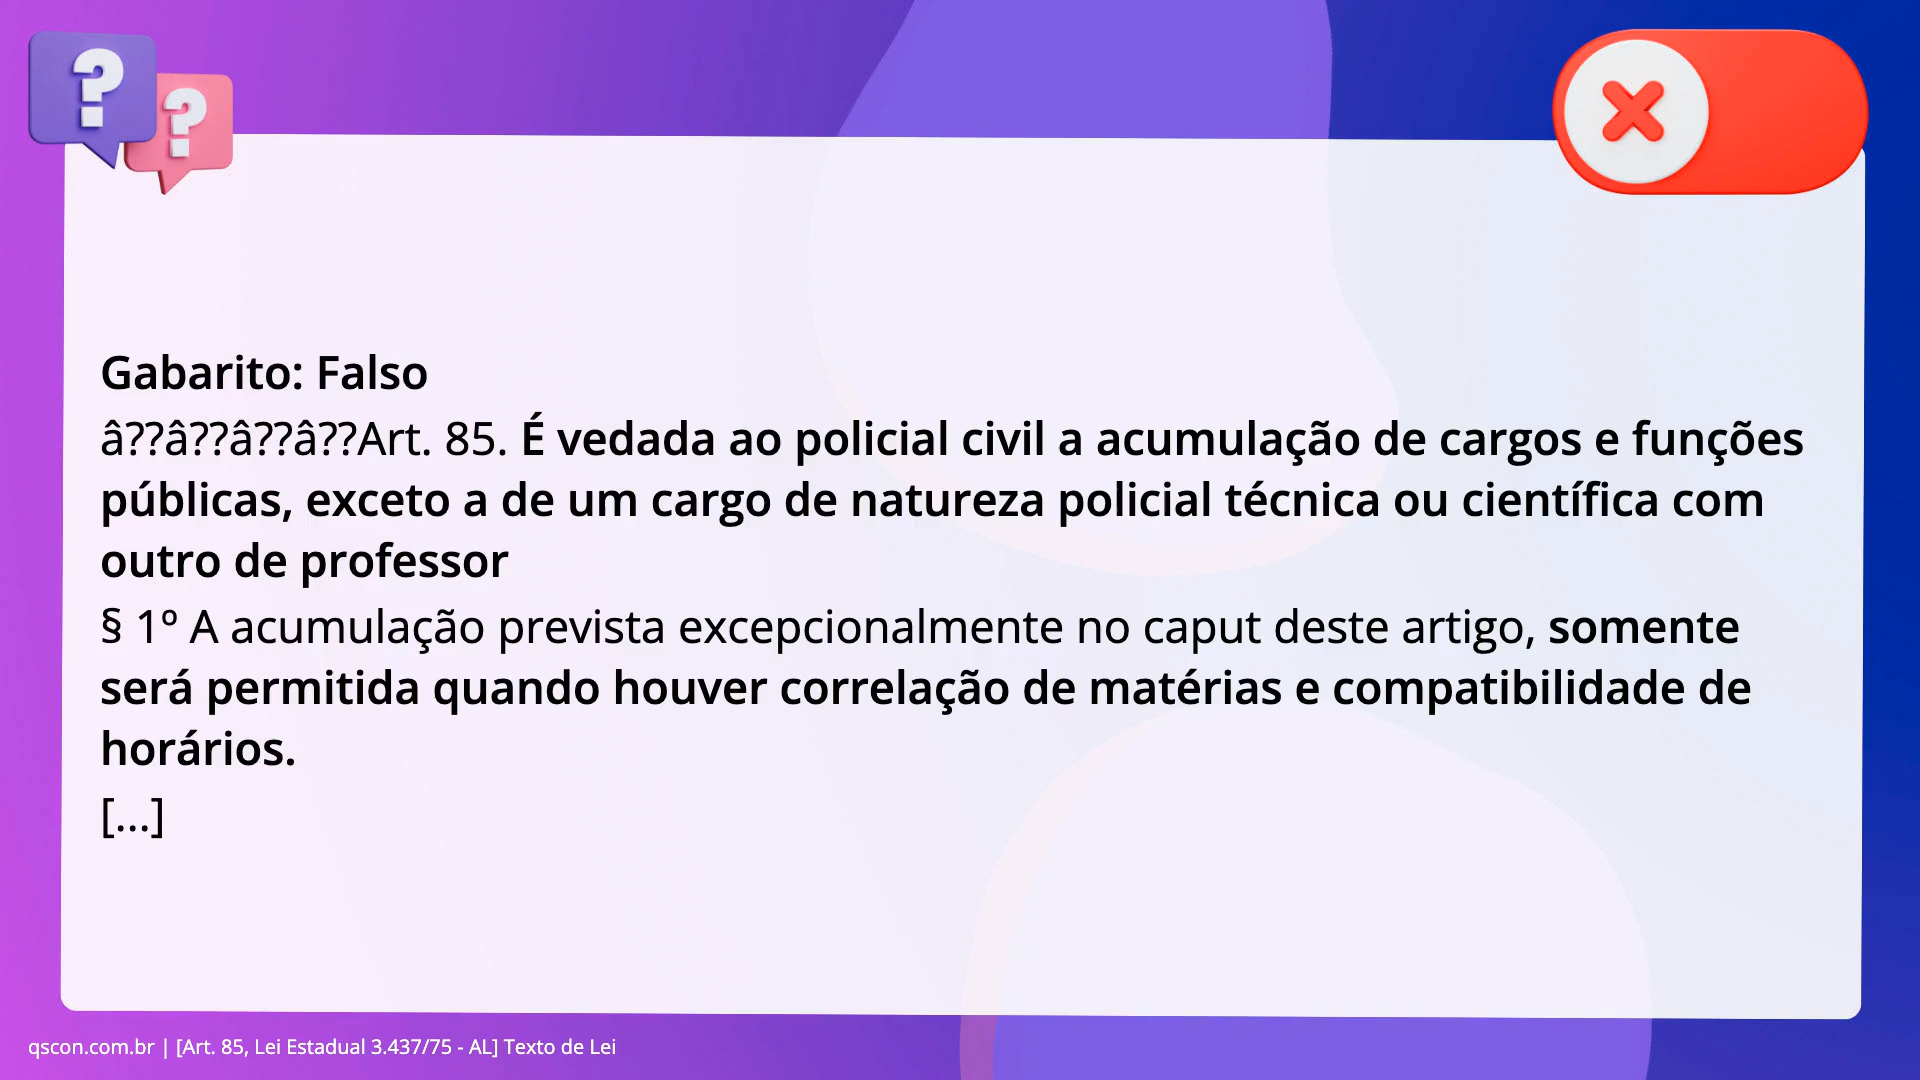 Gabarito: Falso
â??â??â??â??Art. 85. É vedada ao policial civil a acumulação de cargos e funções
públicas, exceto a de um cargo de natureza policial técnica ou científica com
outro de professor
§ 1º A acumulação prevista excepcionalmente no caput deste artigo, somente
será permitida quando houver correlação de matérias e compatibilidade de
horários.
[...]
qscon.com.br | [Art. 85, Lei Estadual 3.437/75 - AL] Texto de Lei